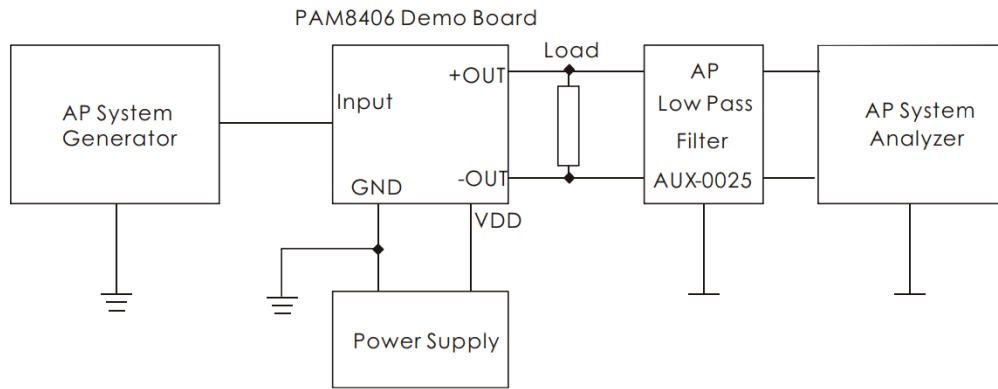 PAM8406 Demo Board
AP System
Generator
Input
+OUT
-OUT
GND
VDD
Load
AP
Low Pass
Filter
AUX-0025
AP System
Analyzer
Power Supply